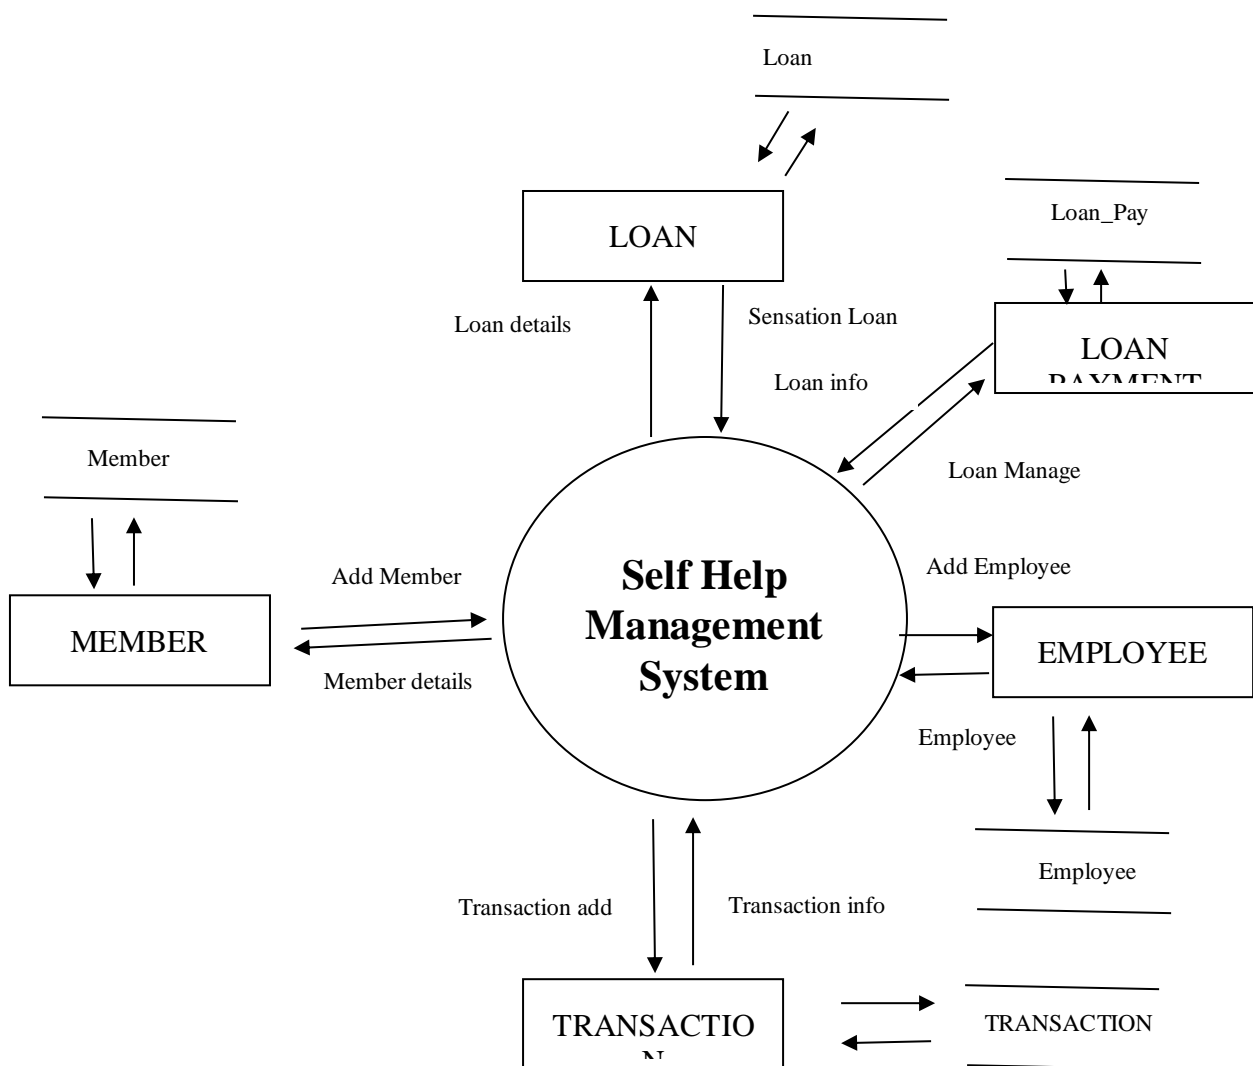 Loan
LOAN
Loan_Pay
Loan details
Sensation Loan
LOAN
PAYMENT
Loan info
Member
Loan Manage
Add Member
Add Employee
Self Help
Management
System
MEMBER
EMPLOYEE
Member details
Employee
Employee
Transaction add
Transaction info
TRANSACTIO
N
TRANSACTION